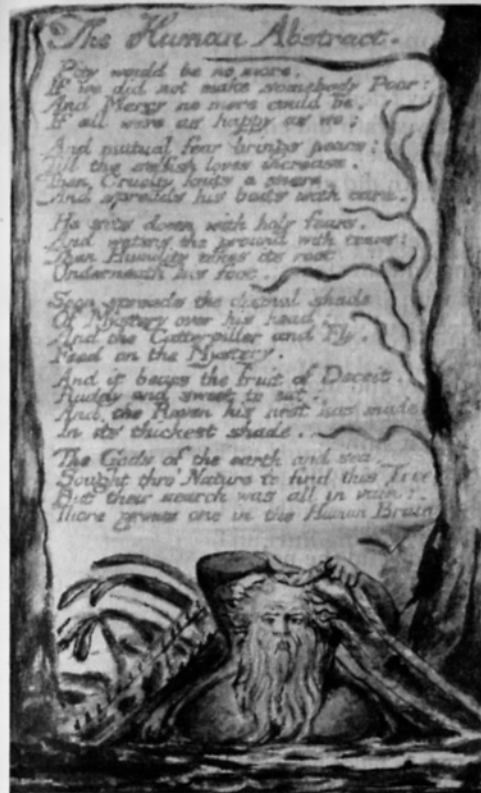 The Human Abstract.
Pity would be no more,
If we did not make somebody Poor:
And Mercy no more could be,
If all were as happy as we:
And mutual fear brings peace:
Till the selfish loves increase.
Then Cruelty knits a snare,
And spreads his baits with care.
He sits down with holy fears,
And waters the ground with tears:
Then Humility takes its root
Underneath his foot.
Soon spreads the dismal shade
Of Mystery over his head:
And the Catterpiller and Fly,
Feed on the Mystery.
And it bears the fruit of Deceit,
Ruddy and sweet to eat:
And the Raven his nest has made
In its thickest shade.
The Gods of the earth and sea,
Sought thro' Nature to find this Tree
But their search was all in vain:
There grows one in the Human Brain